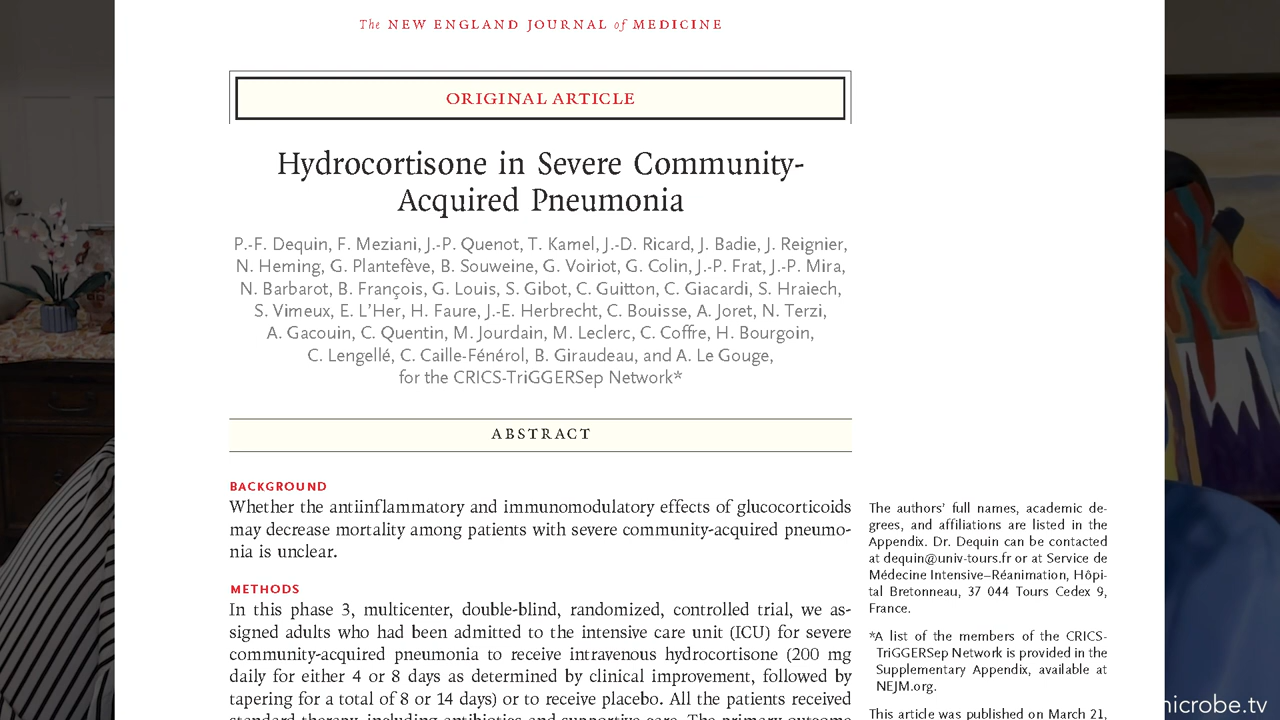 The NEW ENGLAND JOURNAL of MEDICINE
ORIGINAL ARTICLE
Hydrocortisone in Severe Community-
Acquired Pneumonia
P.-F. Dequin, F. Meziani, J.-P. Quenot, T. Kamel, J.-D. Ricard, J. Badie, J. Reignier,
N. Heming, G. Plantefève, B. Souweine, G. Voiriot, G. Colin, J.-P. Frat, J.-P. Mira,
N. Barbarot, B. François, G. Louis, S. Gibot, C. Guitton, C. Giacardi, S. Hraiech,
S. Vimeux, E. L’Her, H. Faure, J.-E. Herbrecht, C. Bouisse, A. Joret, N. Terzi,
A. Gacouin, C. Quentin, M. Jourdain, M. Leclerc, C. Coffre, H. Bourgoin,
C. Lengellé, C. Caille-Fénérol, B. Giraudeau, and A. Le Gouge,
for the CRICS-TriGGERSep Network*
ABSTRACT
BACKGROUND
Whether the antiinflammatory and immunomodulatory effects of glucocorticoids
may decrease mortality among patients with severe community-acquired pneumo-
nia is unclear.
METHODS
In this phase 3, multicenter, double-blind, randomized, controlled trial, we as-
signed adults who had been admitted to the intensive care unit (ICU) for severe
community-acquired pneumonia to receive intravenous hydrocortisone (200 mg
daily for either 4 or 8 days as determined by clinical improvement, followed by
tapering for a total of 8 or 14 days) or to receive placebo. All the patients received
standard therapy, including antibiotics and supportive care. The primary outcome
The authors’ full names, academic de-
grees, and affiliations are listed in the
Appendix. Dr. Dequin can be contacted
at dequin@univ-tours.fr or at Service de
Médecine Intensive–Réanimation, Hôpi-
tal Bretonneau, 37 044 Tours Cedex 9,
France.
*A list of the members of the CRICS-
TriGGERSep Network is provided in the
Supplementary Appendix, available at
NEJM.org.
This article was published on March 21,
microbe.tv